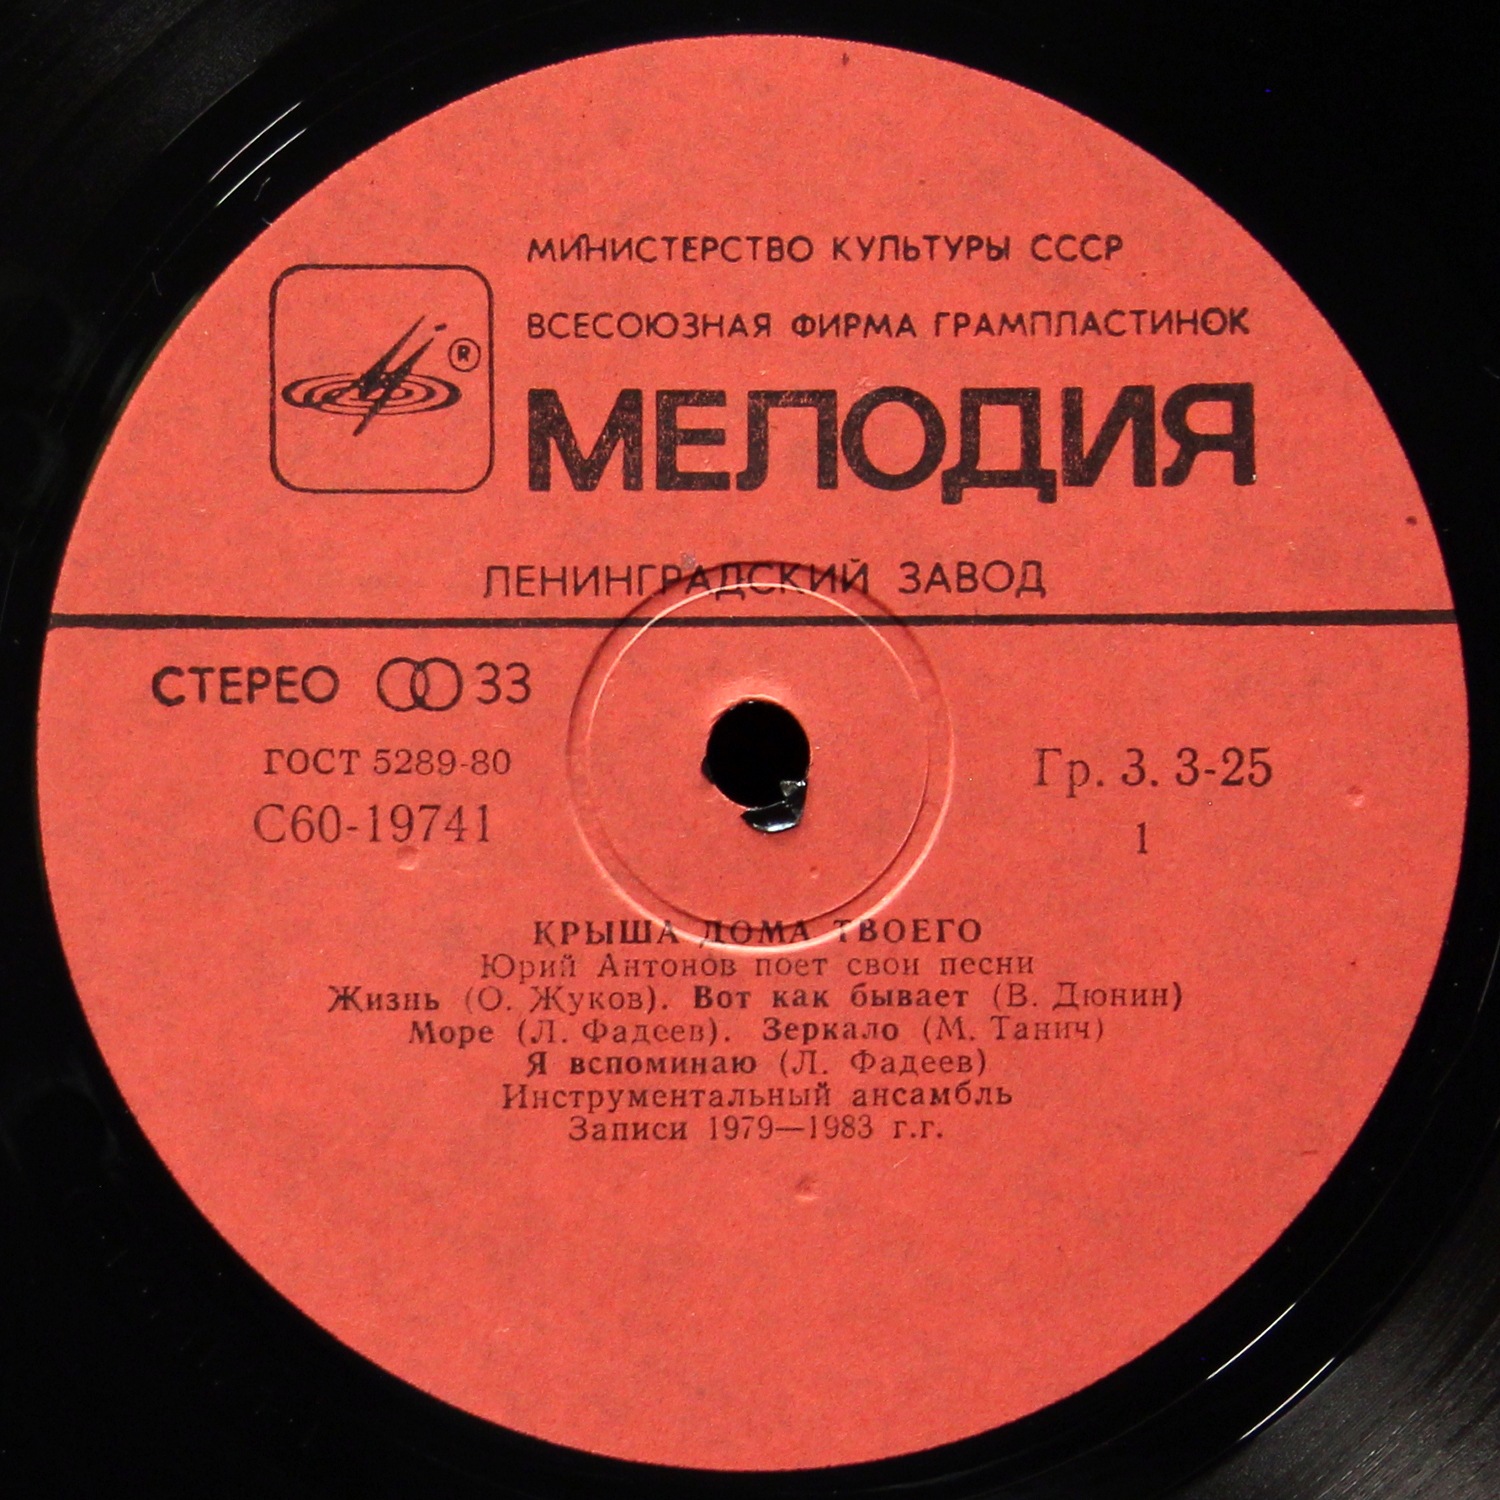 МИНИСТЕРСТВО КУЛЬТУРЫ СССР
ВСЕСОЮЗНАЯ ФИРМА ГРАМПЛАСТИНОК
®
МЕЛОДИЯ
ЛЕНИНГРАДСКИЙ ЗАВОД
СТЕРЕО 33
ГОСТ 5289-80
Гр. 3. 3-25
С60-19741
1
КРЫША ДОМА ТВОЕГО
Юрий Антонов поет свои песни
Жизнь (О. Жуков). Вот как бывает (В. Дюнин)
Море (Л. Фадеев). Зеркало (М. Танич)
Я вспоминаю (Л. Фадеев)
Инструментальный ансамбль
Записи 1979—1983 г.г.